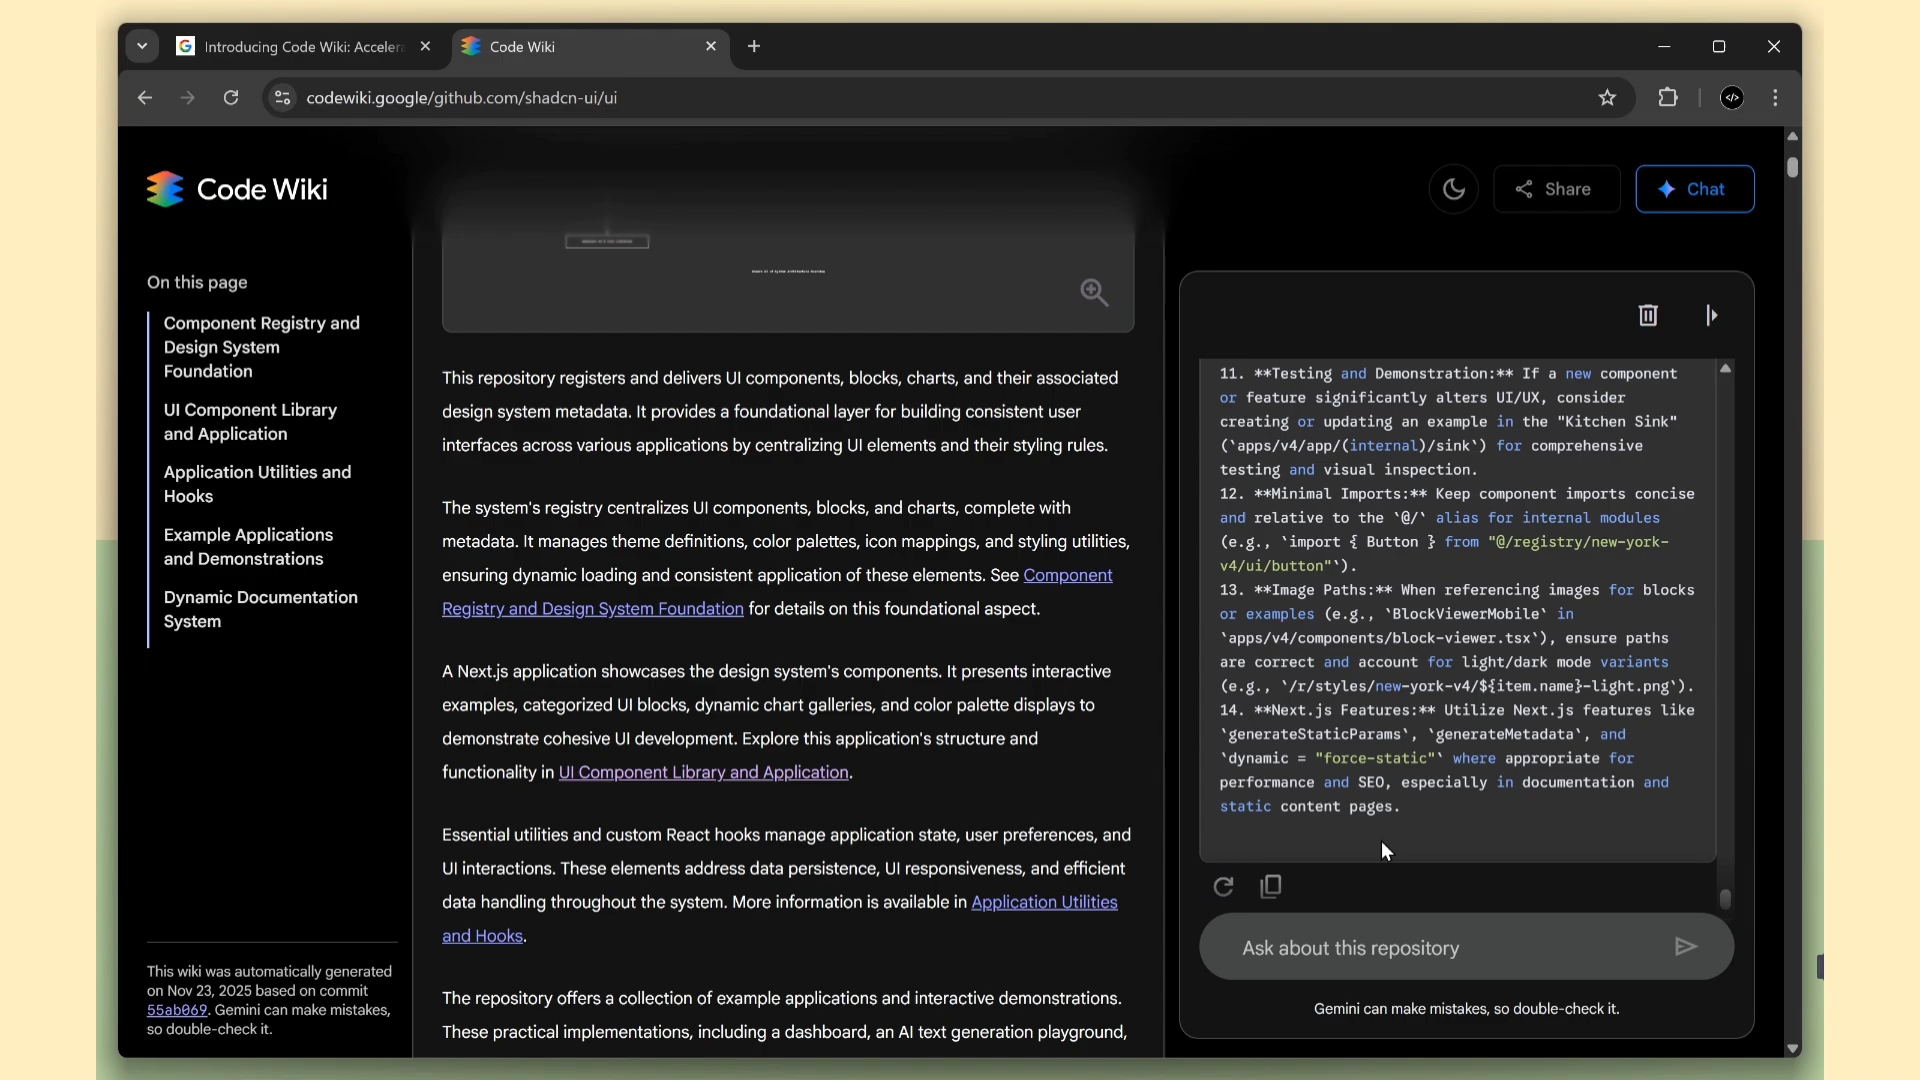 Introducing Code Wiki: Acceler
Code Wiki
codewiki.google/github.com/shadcn-ui/ui
Code Wiki
Share
Chat
On this page
Component Registry and
Design System
Foundation
UI Component Library
and Application
Application Utilities and
Hooks
Example Applications
and Demonstrations
Dynamic Documentation
System
This wiki was automatically generated
on Nov 23, 2025 based on commit
55ab069. Gemini can make mistakes,
so double-check it.
This repository registers and delivers UI components, blocks, charts, and their associated
design system metadata. It provides a foundational layer for building consistent user
interfaces across various applications by centralizing UI elements and their styling rules.
The system's registry centralizes UI components, blocks, and charts, complete with
metadata. It manages theme definitions, color palettes, icon mappings, and styling utilities,
ensuring dynamic loading and consistent application of these elements. See Component
Registry and Design System Foundation for details on this foundational aspect.
A Next.js application showcases the design system's components. It presents interactive
examples, categorized UI blocks, dynamic chart galleries, and color palette displays to
demonstrate cohesive UI development. Explore this application's structure and
functionality in UI Component Library and Application.
Essential utilities and custom React hooks manage application state, user preferences, and
UI interactions. These elements address data persistence, UI responsiveness, and efficient
data handling throughout the system. More information is available in Application Utilities
and Hooks.
The repository offers a collection of example applications and interactive demonstrations.
These practical implementations, including a dashboard, an AI text generation playground,
11. **Testing and Demonstration:** If a new component
or feature significantly alters UI/UX, consider
creating or updating an example in the "Kitchen Sink"
(`apps/v4/app/(internal)/sink`) for comprehensive
testing and visual inspection.
12. **Minimal Imports:** Keep component imports concise
and relative to the `@/` alias for internal modules
(e.g., `import { Button } from "@/registry/new-york-
v4/ui/button"`).
13. **Image Paths:** When referencing images for blocks
or examples (e.g., `BlockViewerMobile` in
`apps/v4/components/block-viewer.tsx`), ensure paths
are correct and account for light/dark mode variants
(e.g., `/r/styles/new-york-v4/${item.name}-light.png`).
14. **Next.js Features:** Utilize Next.js features like
`generateStaticParams`, `generateMetadata`, and
`dynamic = "force-static"` where appropriate for
performance and SEO, especially in documentation and
static content pages.
Ask about this repository
Gemini can make mistakes, so double-check it.